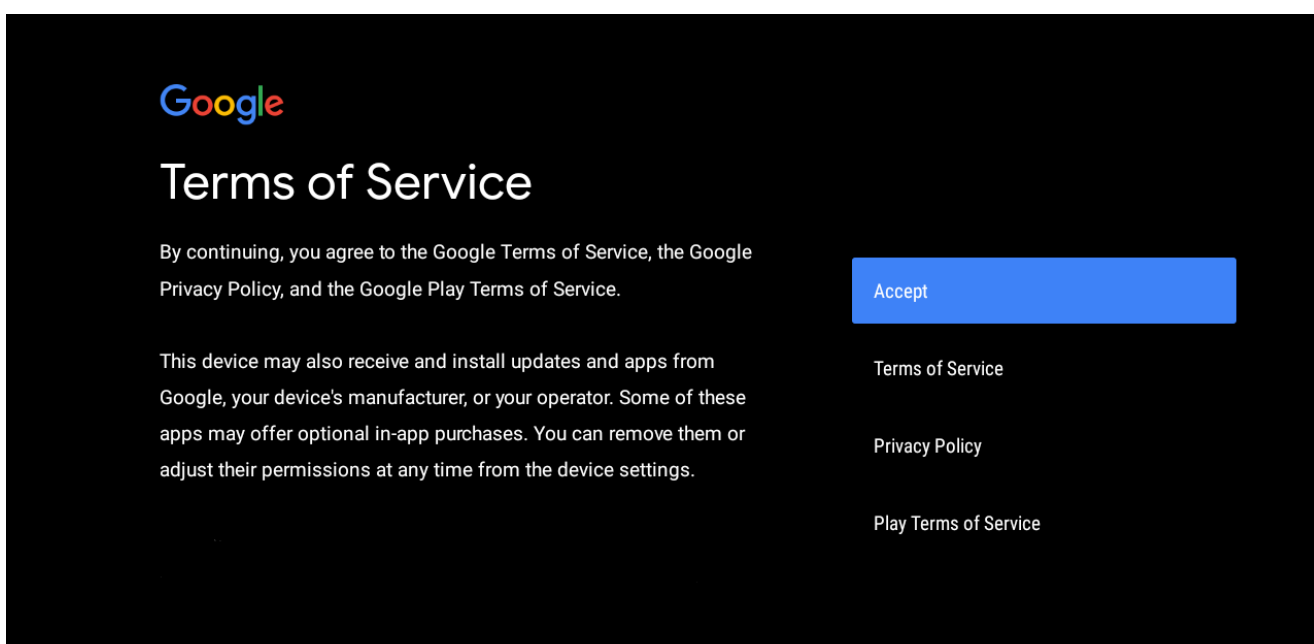 Google
Terms of Service
By continuing, you agree to the Google Terms of Service, the Google
Privacy Policy, and the Google Play Terms of Service.
This device may also receive and install updates and apps from
Google, your device's manufacturer, or your operator. Some of these
apps may offer optional in-app purchases. You can remove them or
adjust their permissions at any time from the device settings.
Accept
Terms of Service
Privacy Policy
Play Terms of Service